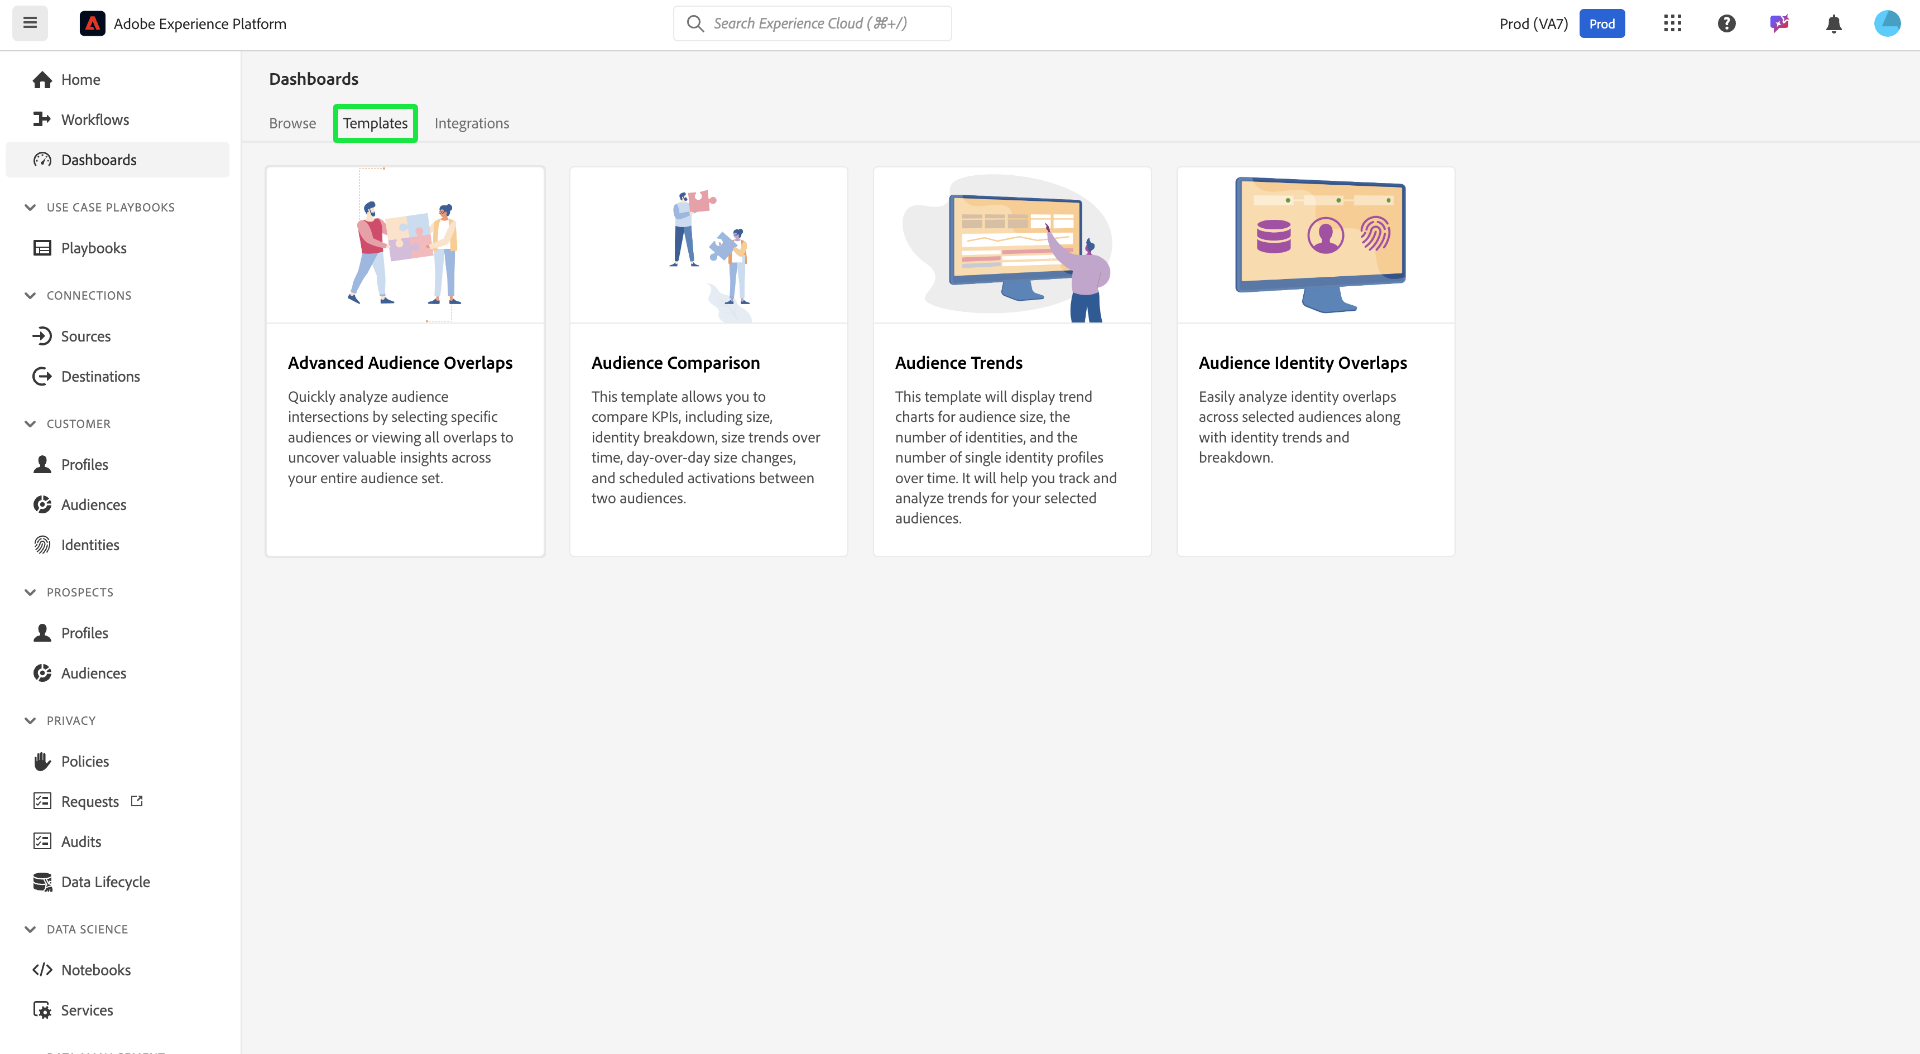 Adobe Experience Platform
Search Experience Cloud (⌘+/)
Prod (VA7)
Prod
Home
Workflows
Dashboards
USE CASE PLAYBOOKS
Playbooks
CONNECTIONS
Sources
Destinations
CUSTOMER
Profiles
Audiences
Identities
PROSPECTS
Profiles
Audiences
PRIVACY
Policies
Requests
Audits
Data Lifecycle
DATA SCIENCE
Notebooks
Services
Dashboards
Browse
Templates
Integrations
Advanced Audience Overlaps
Quickly analyze audience
intersections by selecting specific
audiences or viewing all overlaps to
uncover valuable insights across
your entire audience set.
Audience Comparison
This template allows you to
compare KPIs, including size,
identity breakdown, size trends over
time, day-over-day size changes,
and scheduled activations between
two audiences.
Audience Trends
This template will display trend
charts for audience size, the
number of identities, and the
number of single identity profiles
over time. It will help you track and
analyze trends for your selected
audiences.
Audience Identity Overlaps
Easily analyze identity overlaps
across selected audiences along
with identity trends and
breakdown.